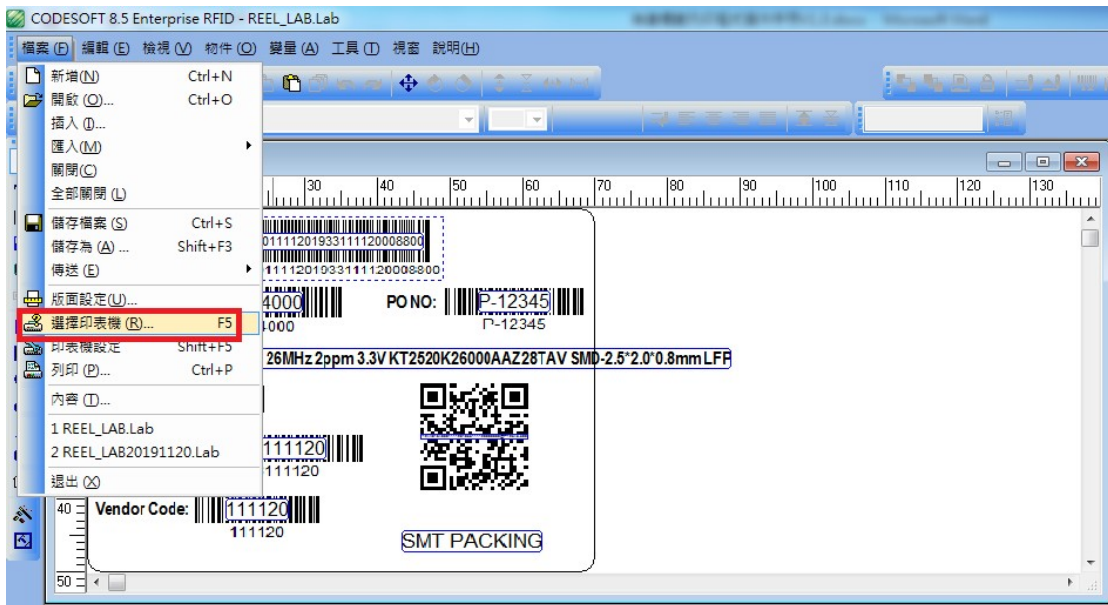 CODESOFT 8.5 Enterprise RFID - REEL_LAB.Lab
檔案 (F) 編輯 (E) 檢視 (V) 物件 (O) 變量 (A) 工具 (T) 視窗 說明(H)
新增(N) Ctrl+N
開啟 (O)... Ctrl+O
插入 (I)...
匯入(M)
關閉(C)
全部關閉 (L)
儲存檔案 (S) Ctrl+S
儲存為 (A) ... Shift+F3
傳送 (E)
版面設定(U)...
選擇印表機 (R)... F5
印表機設定 Shift+F5
列印 (P)... Ctrl+P
內容 (T)...
1 REEL_LAB.Lab
2 REEL_LAB20191120.Lab
退出 (X)
30 40 50 60 70 80 90 100 110 120 130
01111201933111120008800
11111201933111120008800
4000
4000
PO NO: P-12345
P-12345
26MHz 2ppm 3.3V KT2520K26000AAZ28TAV SMD-2.5*2.0*0.8mm LFP
111120
111120
40
Vendor Code: 111120
111120
SMT PACKING
50